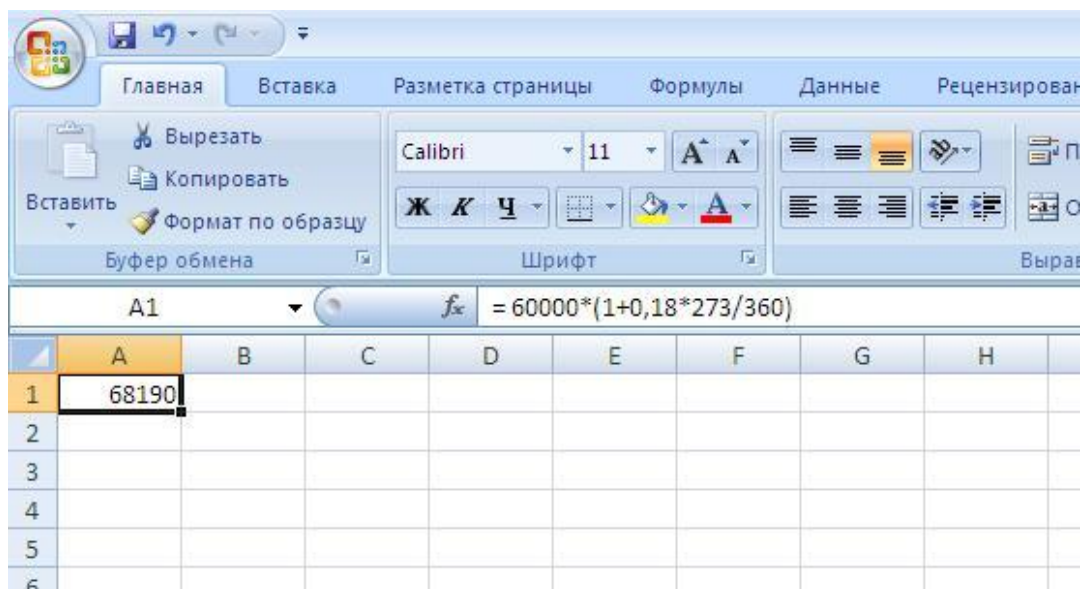 Главная Вставка Разметка страницы Формулы Данные
Вырезать
Копировать
Вставить
Формат по образцу
Буфер обмена
Calibri 11 A A
Ж К Ч A
Шрифт
A1 fx = 60000*(1+0,18*273/360)
A B C D E F G H
1 68190
2
3
4
5
6